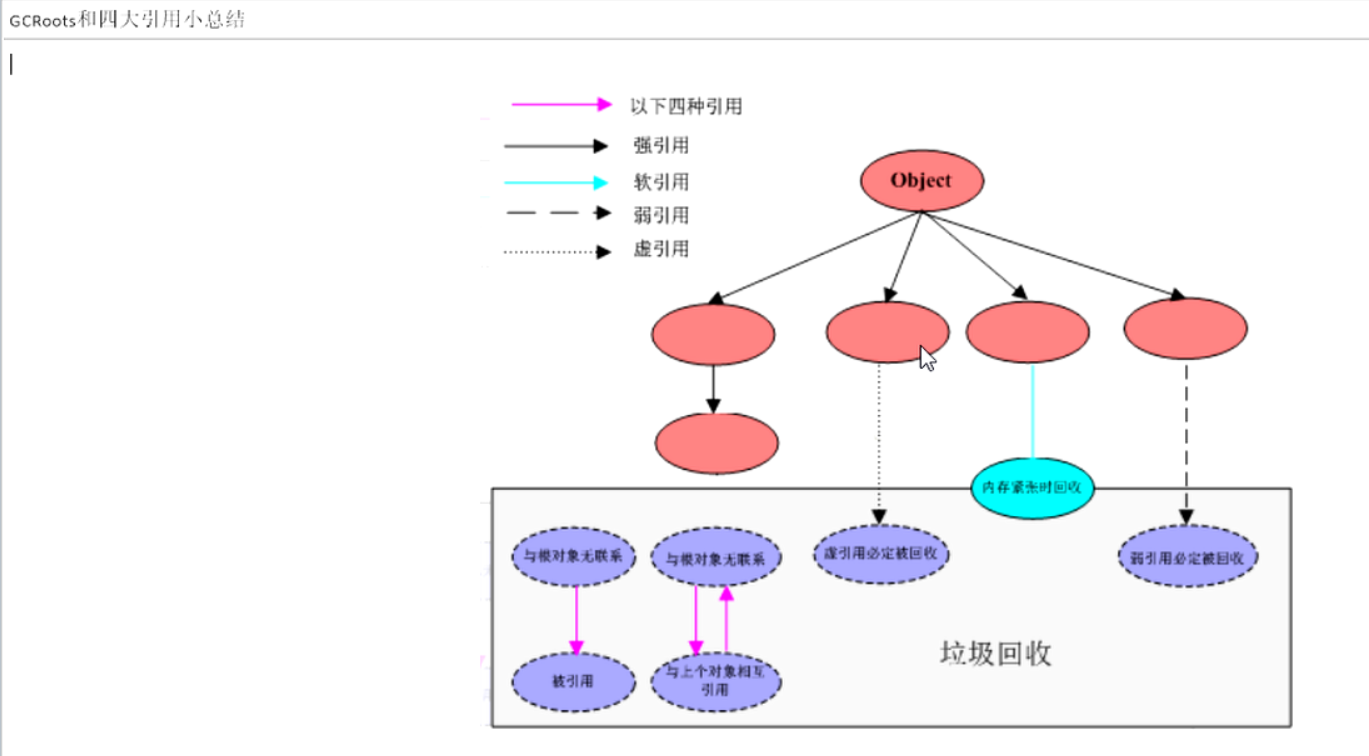 GCRoots和四大引用小总结
以下四种引用
强引用
软引用
弱引用
虚引用
Object
内存紧张时回收
与根对象无联系
与根对象无联系
虚引用必定被回收
弱引用必定被回收
被引用
与上个对象相互
引用
垃圾回收